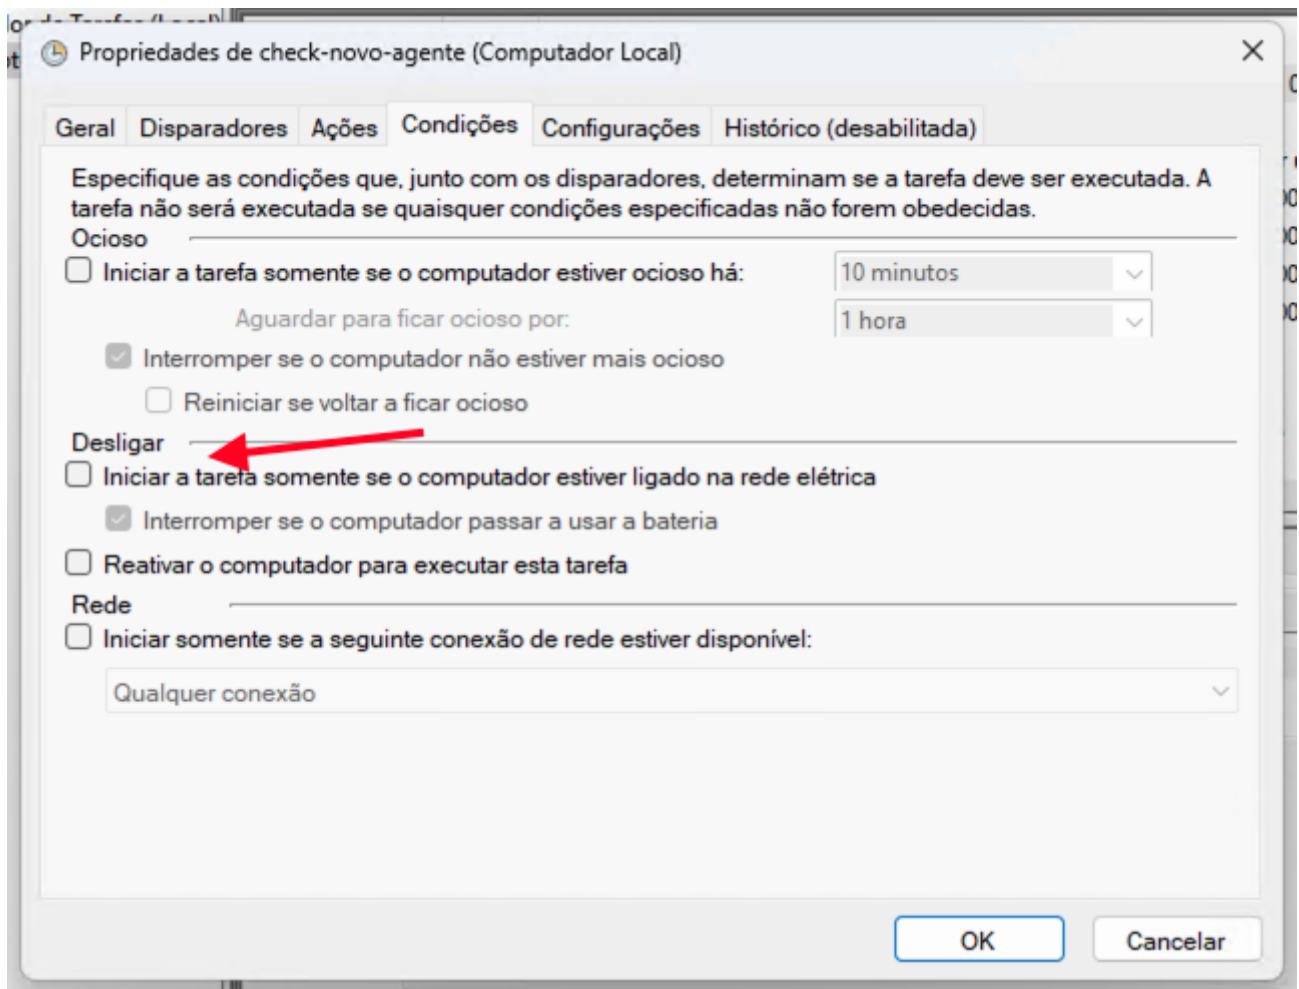 Propriedades de check-novo-agente (Computador Local)
Geral Disparadores Ações Condições Configurações Histórico (desabilitada)
Especifique as condições que, junto com os disparadores, determinam se a tarefa deve ser executada. A
tarefa não será executada se quaisquer condições especificadas não forem obedecidas.
Ocioso
Iniciar a tarefa somente se o computador estiver ocioso há: 10 minutos
Aguardar para ficar ocioso por: 1 hora
Interromper se o computador não estiver mais ocioso
Reiniciar se voltar a ficar ocioso
Desligar
Iniciar a tarefa somente se o computador estiver ligado na rede elétrica
Interromper se o computador passar a usar a bateria
Reativar o computador para executar esta tarefa
Rede
Iniciar somente se a seguinte conexão de rede estiver disponível:
Qualquer conexão
OK Cancelar